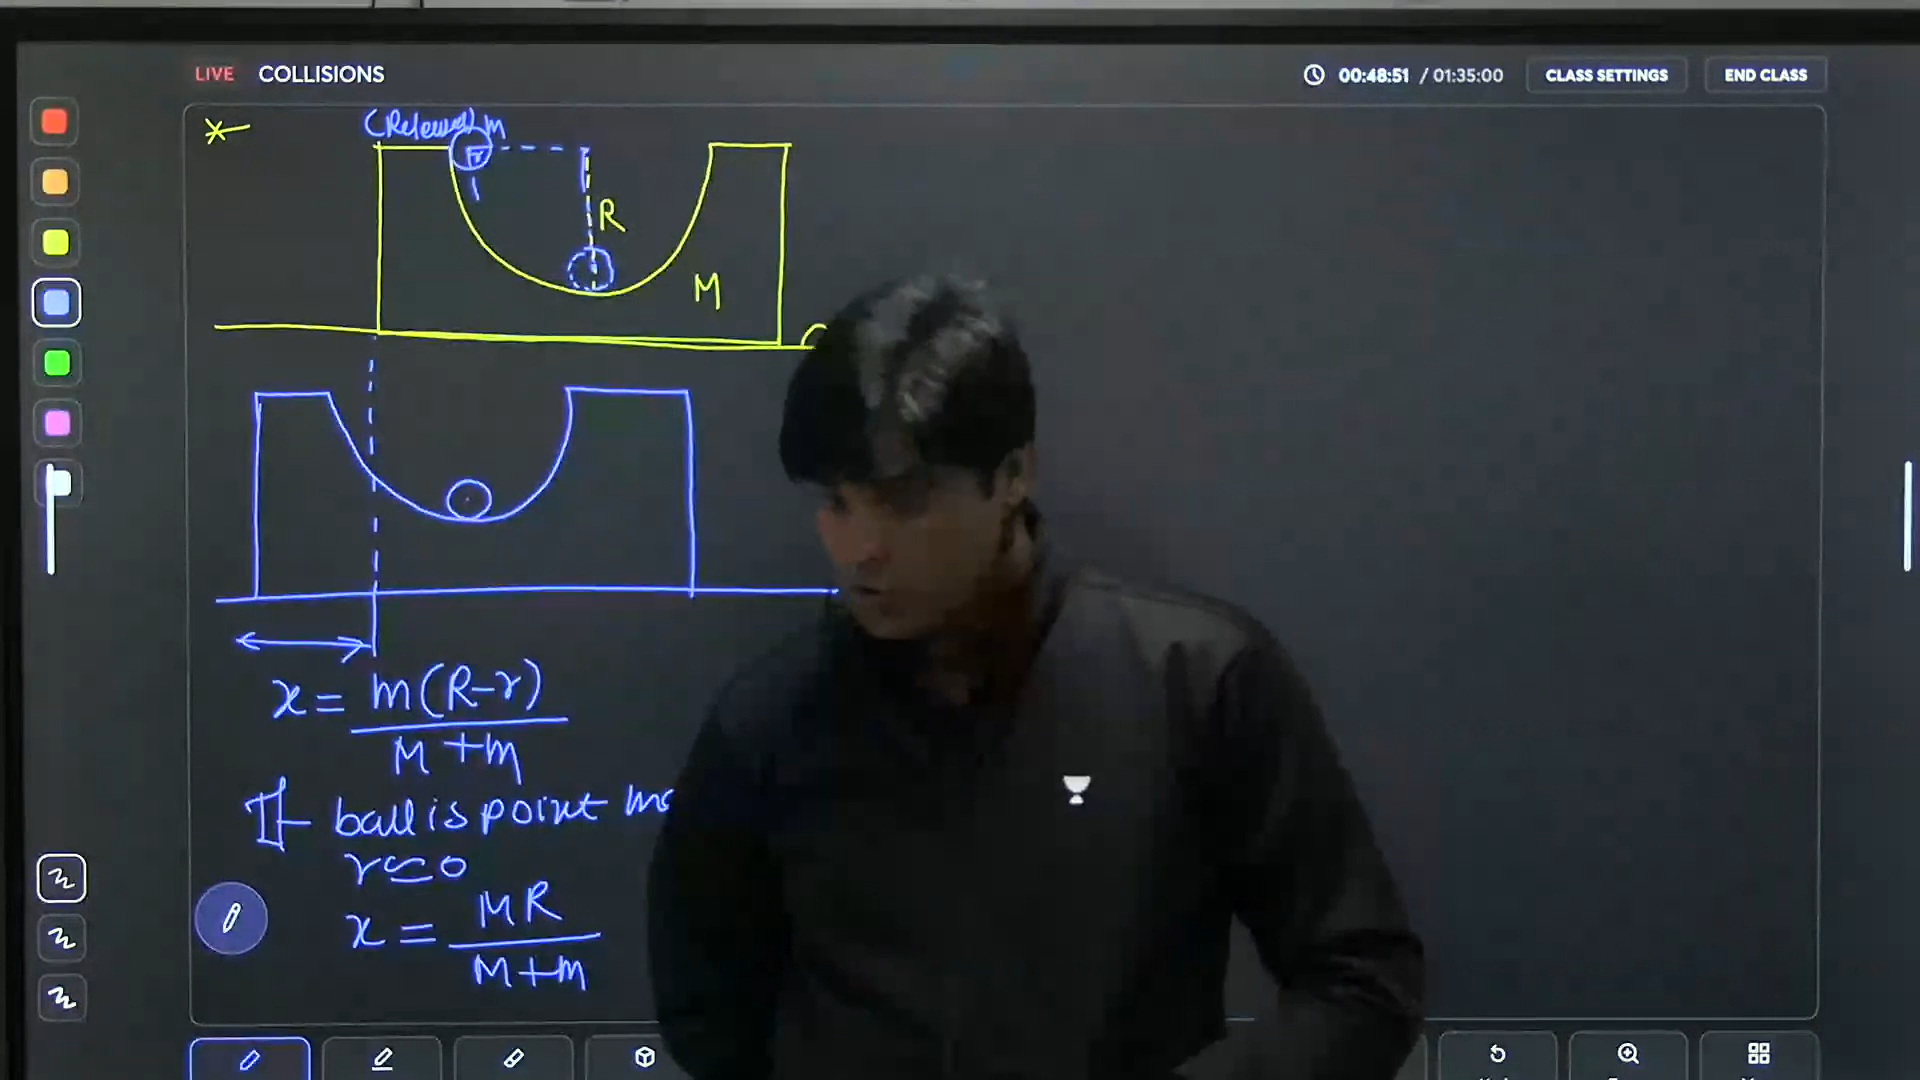 LIVE COLLISIONS 00:48:51 / 01:35:00 CLASS SETTINGS END CLASS
(Released) m
r
R
M
x = m(R-r)
M + m
If ball is point
r ≃ 0
x = MR
M + m